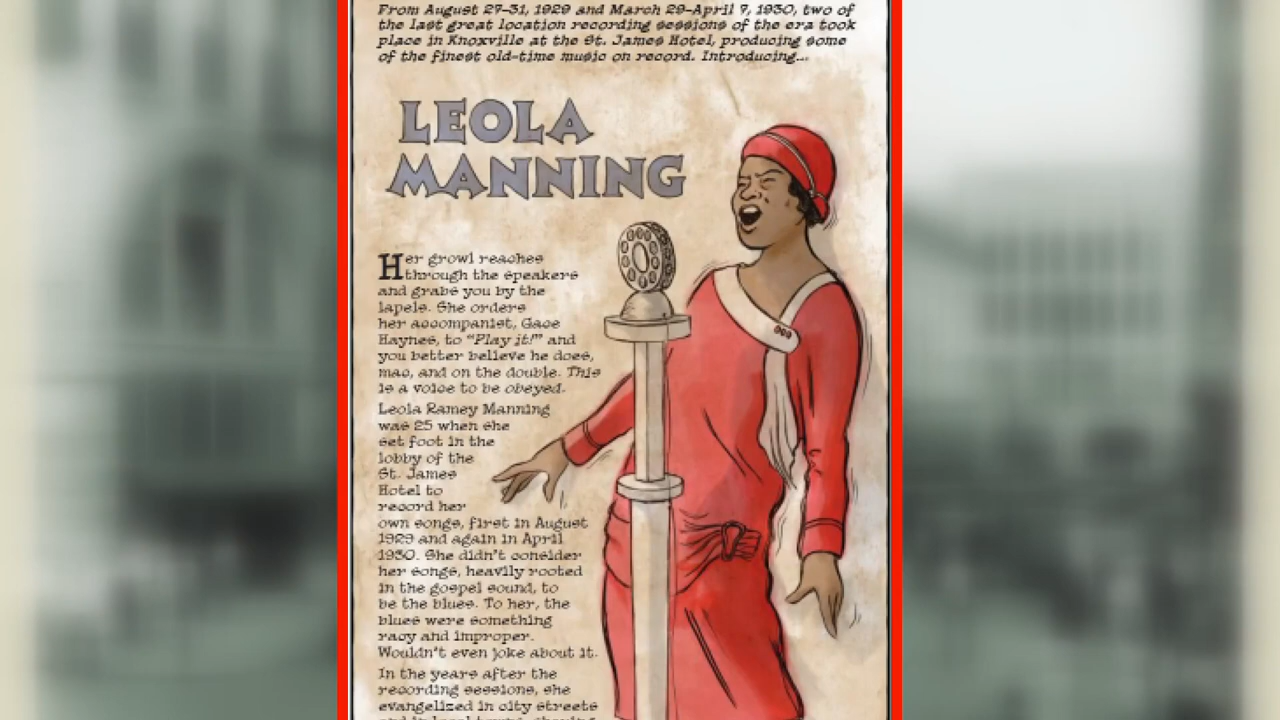 From August 27–31, 1929 and March 29–April 7, 1930, two of
the last great location recording sessions of the era took
place in Knoxville at the St. James Hotel, producing some
of the finest old-time music on record. Introducing...
LEOLA
MANNING
Her growl reaches
through the speakers
and grabs you by the
lapels. She orders
her accompanist, Gace
Haynes, to “Play it!” and
you better believe he does,
mac, and on the double. This
is a voice to be obeyed.
Leola Ramey Manning
was 25 when she
set foot in the
lobby of the
St. James
Hotel to
record her
own songs, first in August
1929 and again in April
1930. She didn’t consider
her songs, heavily rooted
in the gospel sound, to
be the blues. To her, the
blues were something
racy and improper.
Wouldn’t even joke about it.
In the years after the
recording sessions, she
evangelized in city streets